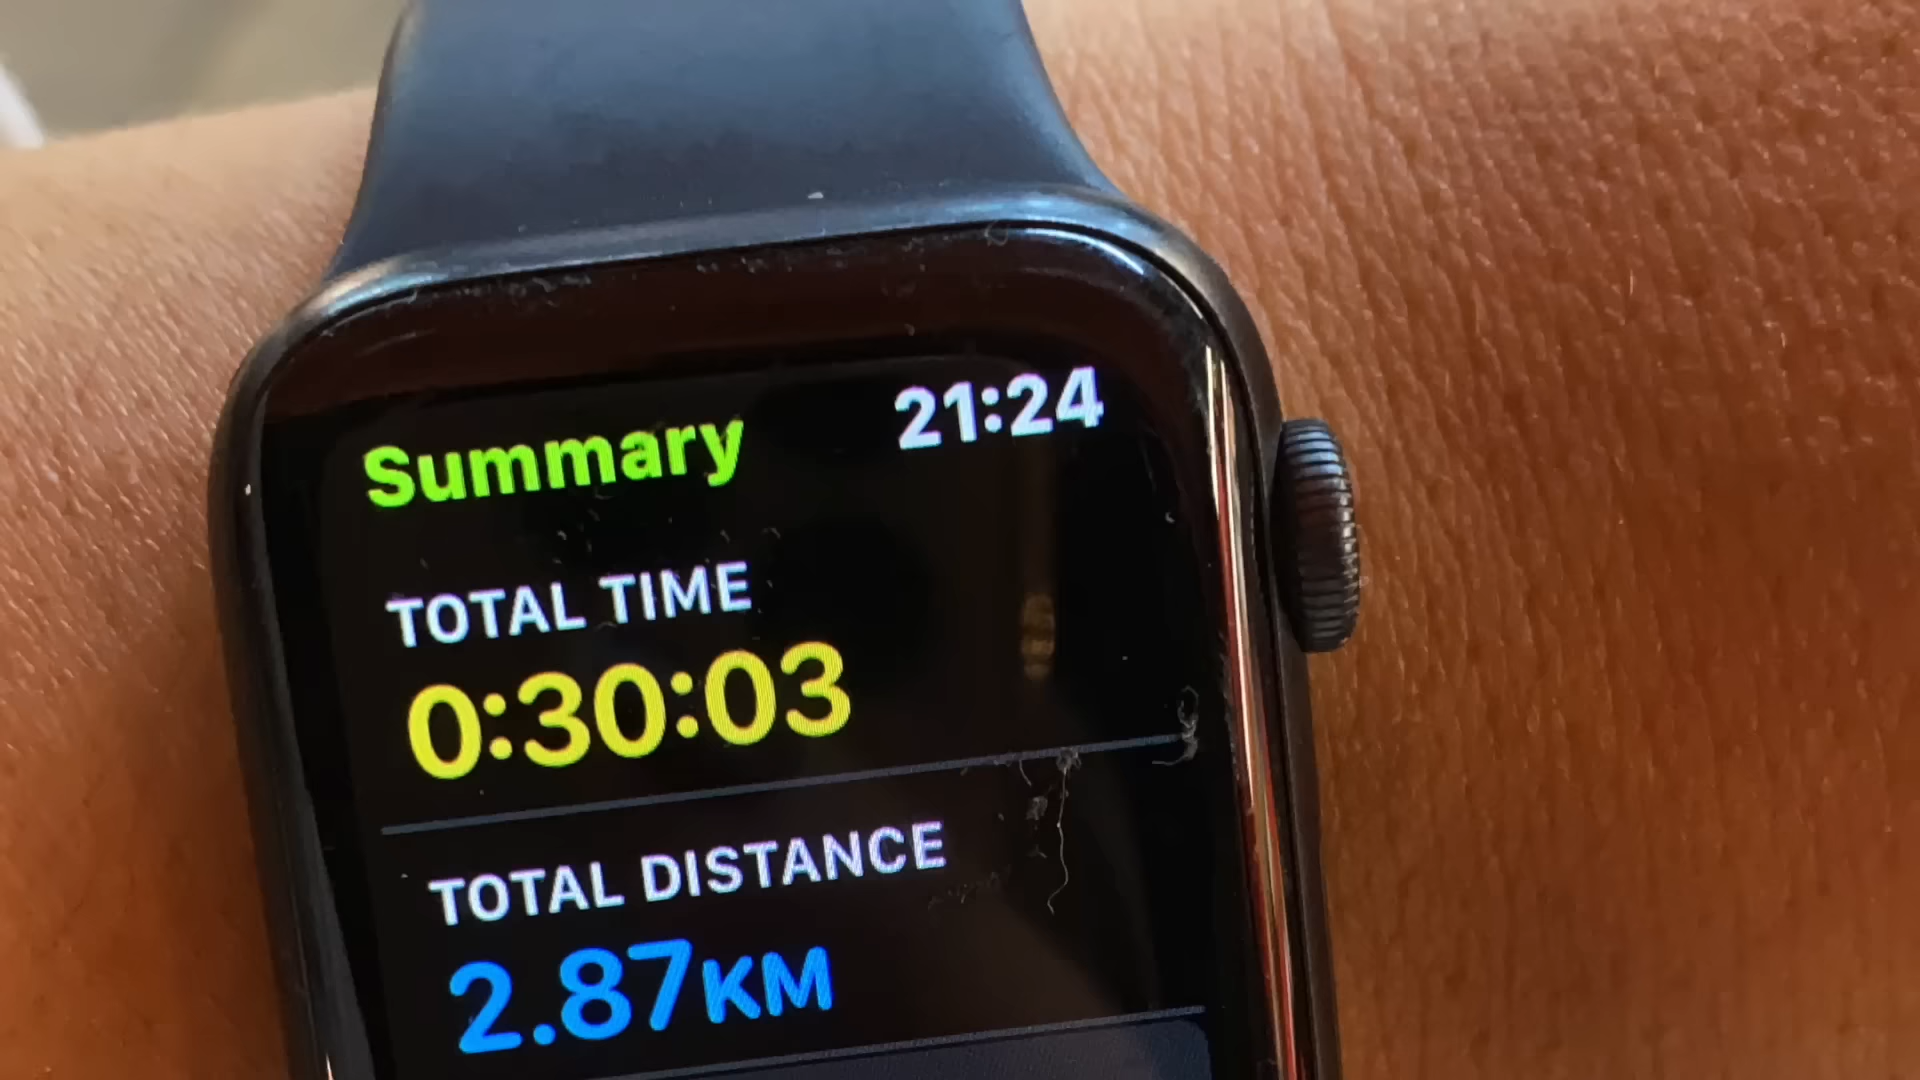 Summary 21:24
TOTAL TIME
0:30:03
TOTAL DISTANCE
2.87KM